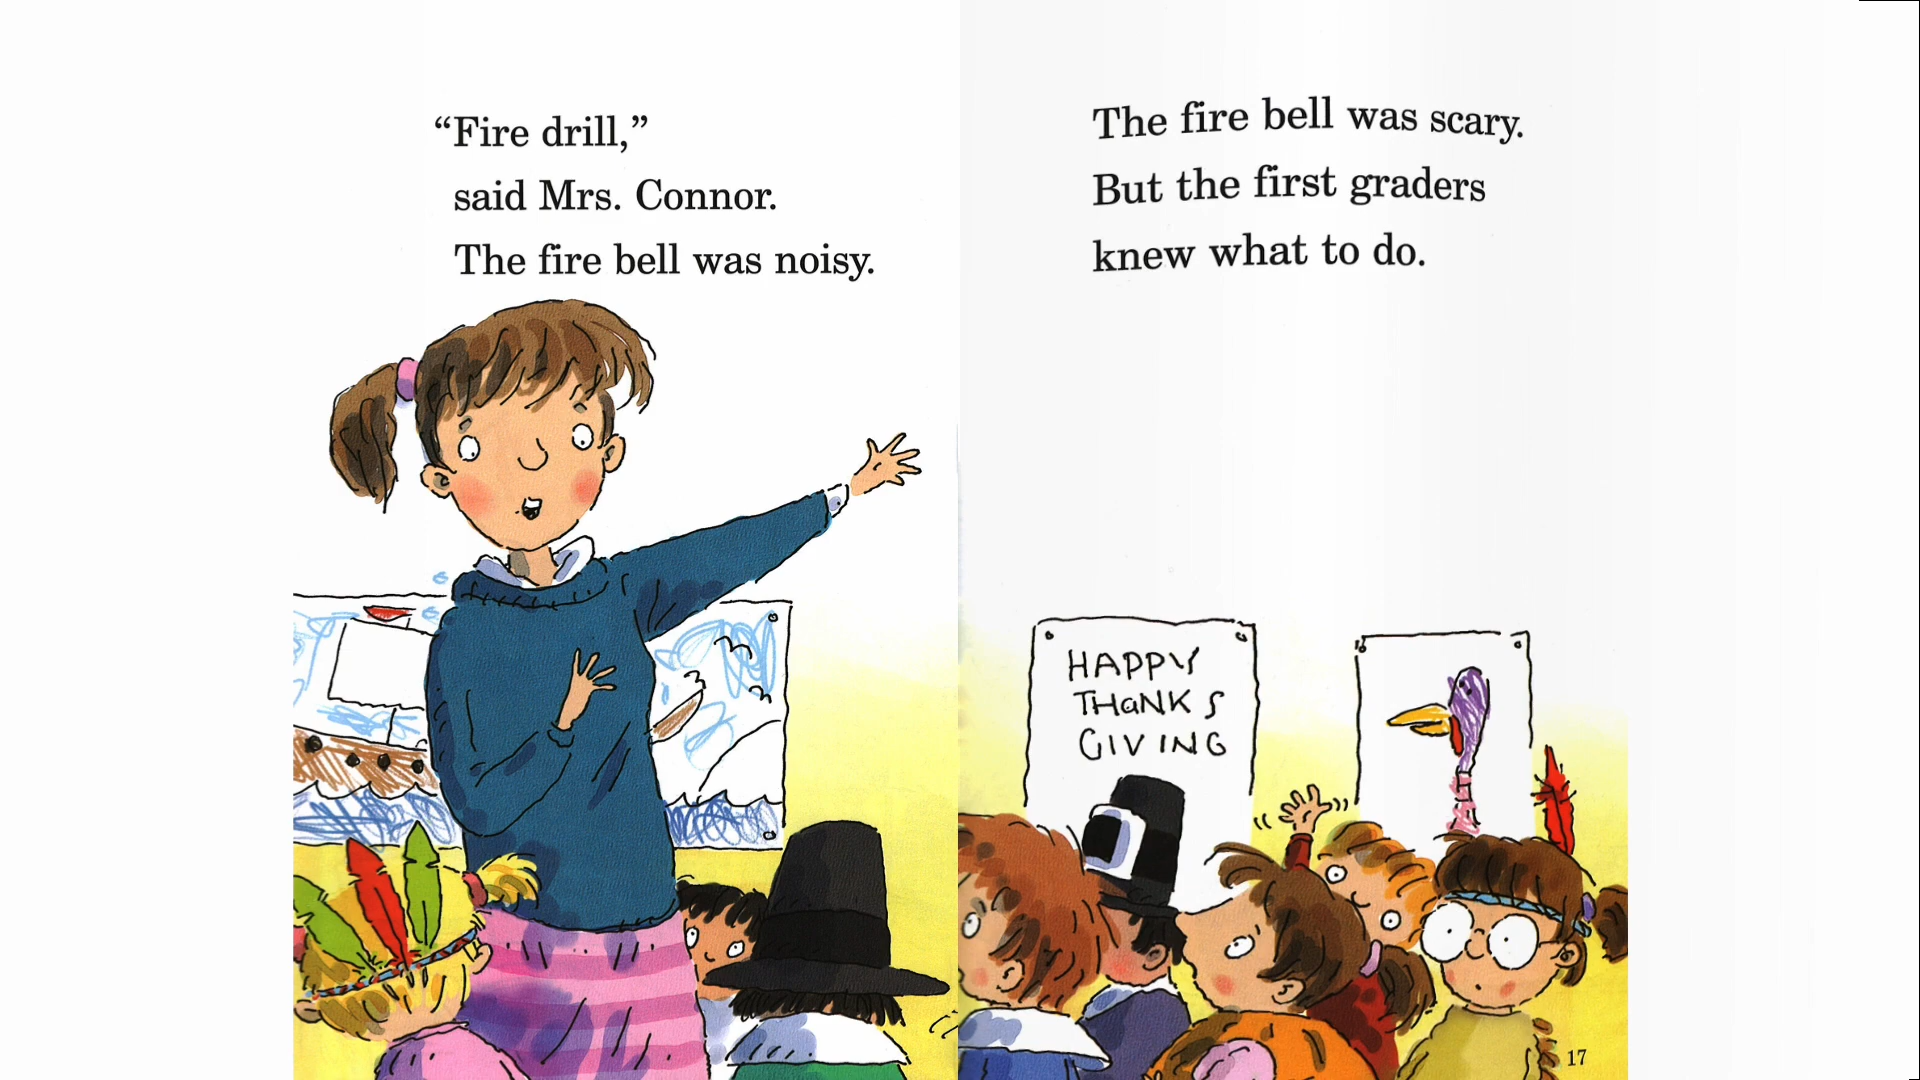 “Fire drill,”
said Mrs. Connor.
The fire bell was noisy.
The fire bell was scary.
But the first graders
knew what to do.
HAPPY
THaNKS
GIVING
17